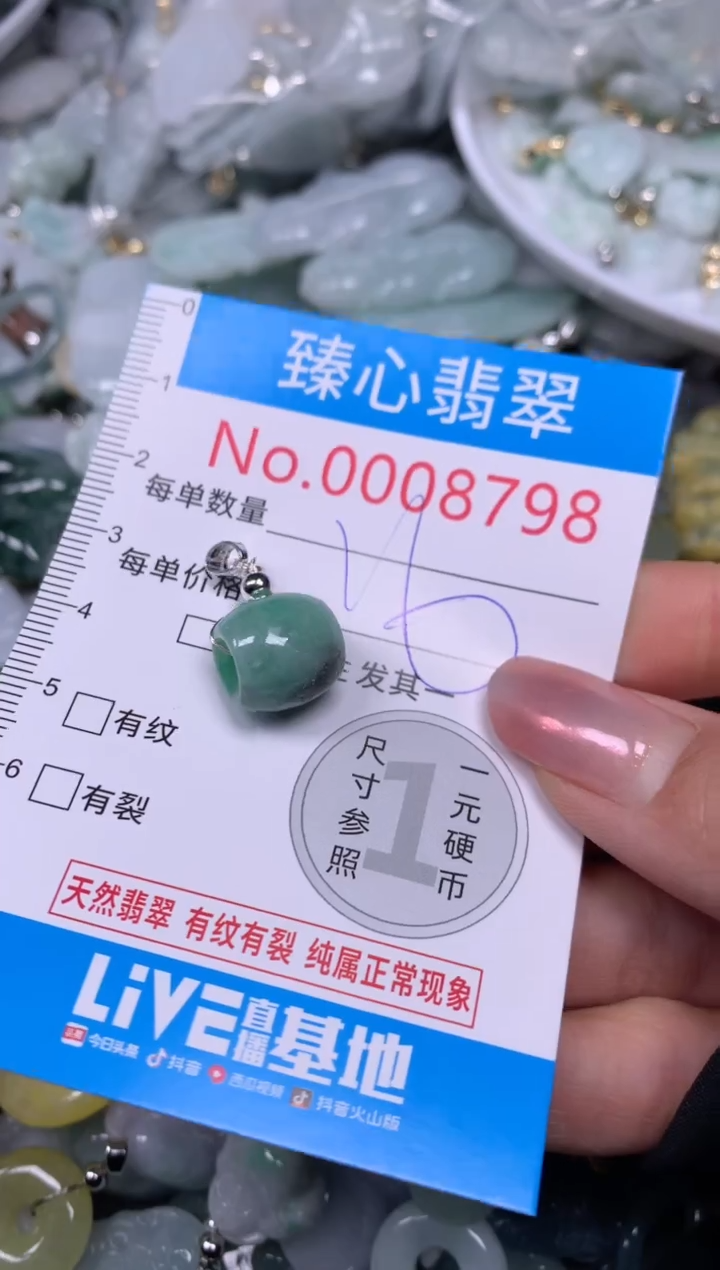 0
臻心翡翠
1
No.0008798
2
每单数量
3
每单价格
4
发其一
5
有纹
6
有裂
尺寸参照
1
一元硬币
天然翡翠 有纹有裂 纯属正常现象
LiVE直播基地
今日头条 抖音 西瓜视频 抖音火山版